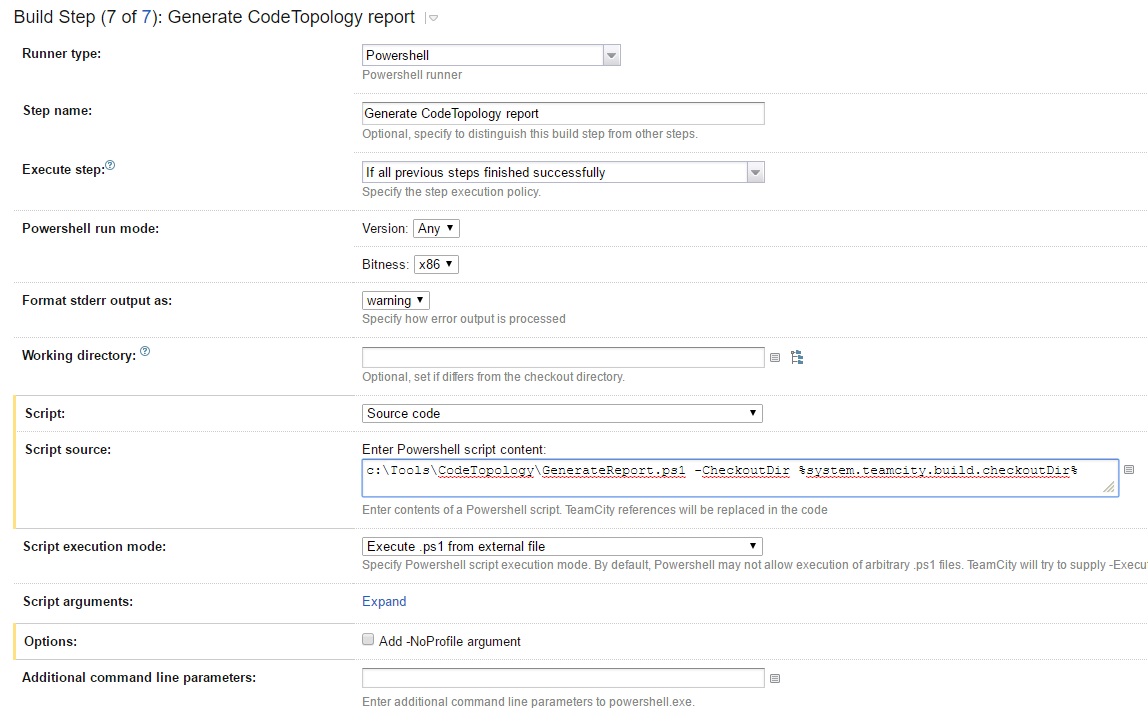 Build Step (7 of 7): Generate CodeTopology report
Runner type:
Powershell
Powershell runner
Step name:
Generate CodeTopology report
Optional, specify to distinguish this build step from other steps.
Execute step:
If all previous steps finished successfully
Specify the step execution policy.
Powershell run mode:
Version: Any
Bitness: x86
Format stderr output as:
warning
Specify how error output is processed
Working directory:
Optional, set if differs from the checkout directory.
Script:
Source code
Script source:
Enter Powershell script content:
c:\Tools\CodeTopology\GenerateReport.ps1 -CheckoutDir %system.teamcity.build.checkoutDir%
Enter contents of a Powershell script. TeamCity references will be replaced in the code
Script execution mode:
Execute .ps1 from external file
Specify Powershell script execution mode. By default, Powershell may not allow execution of arbitrary .ps1 files. TeamCity will try to supply -Execu
Script arguments:
Expand
Options:
Add -NoProfile argument
Additional command line parameters:
Enter additional command line parameters to powershell.exe.